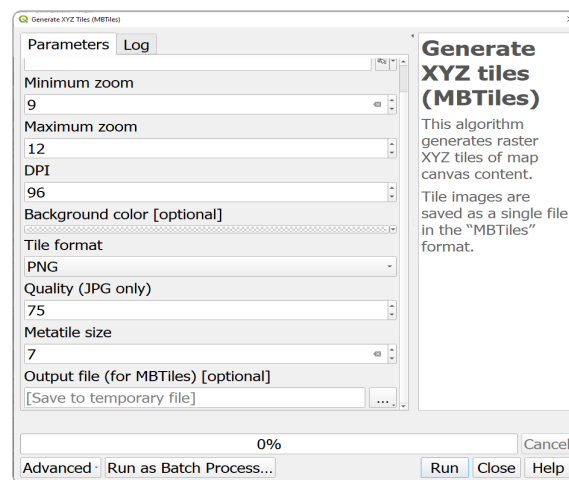 Generate XYZ Tiles (MBTiles)
Parameters
Log
Minimum zoom
9
Maximum zoom
12
DPI
96
Background color [optional]
Tile format
PNG
Quality (JPG only)
75
Metatile size
7
Output file (for MBTiles) [optional]
[Save to temporary file]
...
Generate
XYZ tiles
(MBTiles)
This algorithm
generates raster
XYZ tiles of map
canvas content.
Tile images are
saved as a single file
in the “MBTiles”
format.
0%
Cancel
Advanced
Run as Batch Process...
Run
Close
Help